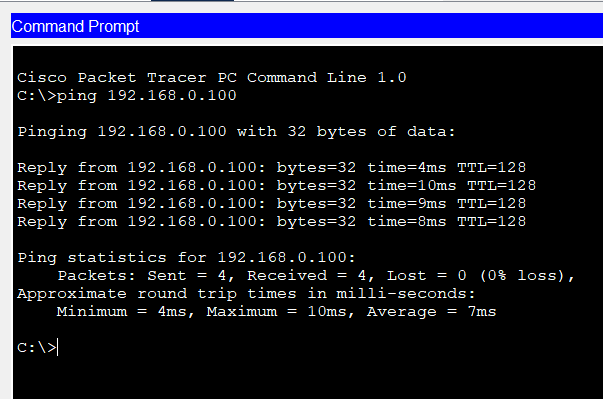 Command Prompt
Cisco Packet Tracer PC Command Line 1.0
C:\>ping 192.168.0.100
Pinging 192.168.0.100 with 32 bytes of data:
Reply from 192.168.0.100: bytes=32 time=4ms TTL=128
Reply from 192.168.0.100: bytes=32 time=10ms TTL=128
Reply from 192.168.0.100: bytes=32 time=9ms TTL=128
Reply from 192.168.0.100: bytes=32 time=8ms TTL=128
Ping statistics for 192.168.0.100:
    Packets: Sent = 4, Received = 4, Lost = 0 (0% loss),
Approximate round trip times in milli-seconds:
    Minimum = 4ms, Maximum = 10ms, Average = 7ms
C:\>